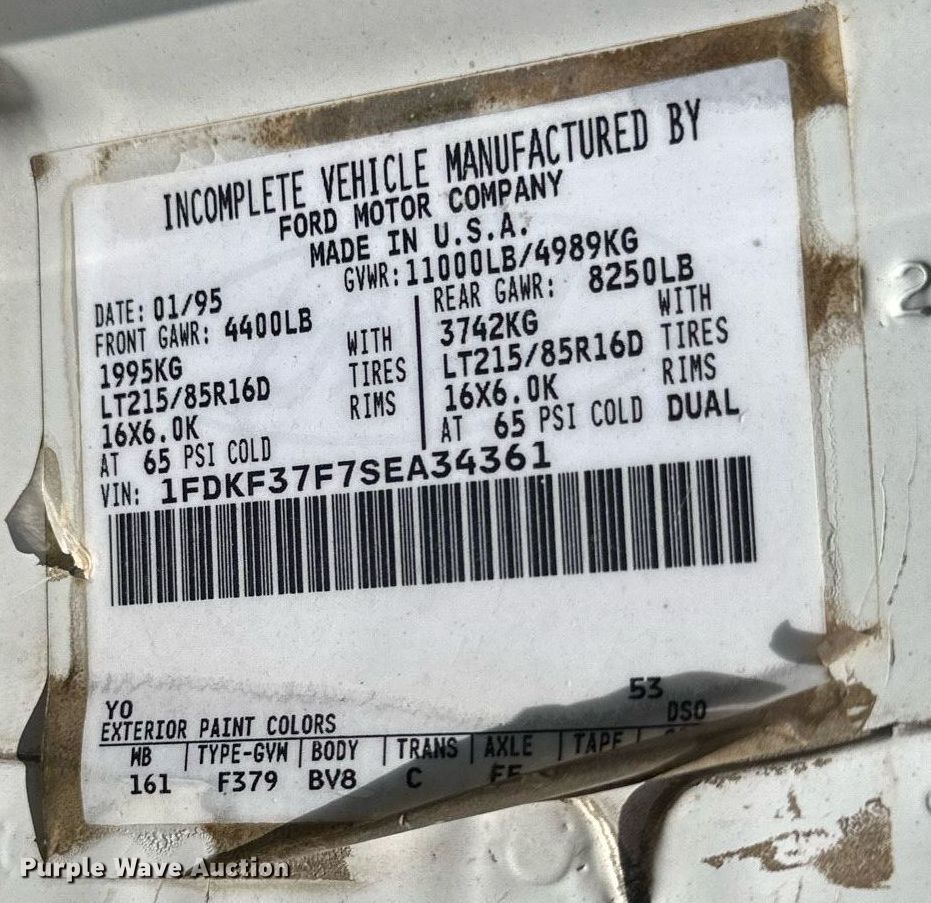 INCOMPLETE VEHICLE MANUFACTURED BY
FORD MOTOR COMPANY
MADE IN U.S.A.
DATE: 01/95
GVWR: 11000LB/4989KG
FRONT GAWR: 4400LB
1995KG WITH
LT215/85R16D TIRES
16X6.0K RIMS
AT 65 PSI COLD
REAR GAWR: 8250LB
3742KG WITH
LT215/85R16D TIRES
16X6.0K RIMS
AT 65 PSI COLD DUAL
VIN: 1FDKF37F7SEA34361
2
YO 53
EXTERIOR PAINT COLORS DSO
WB | TYPE-GVW | BODY | TRANS | AXLE | TAPE
161 F379 BV8 C
Purple Wave Auction